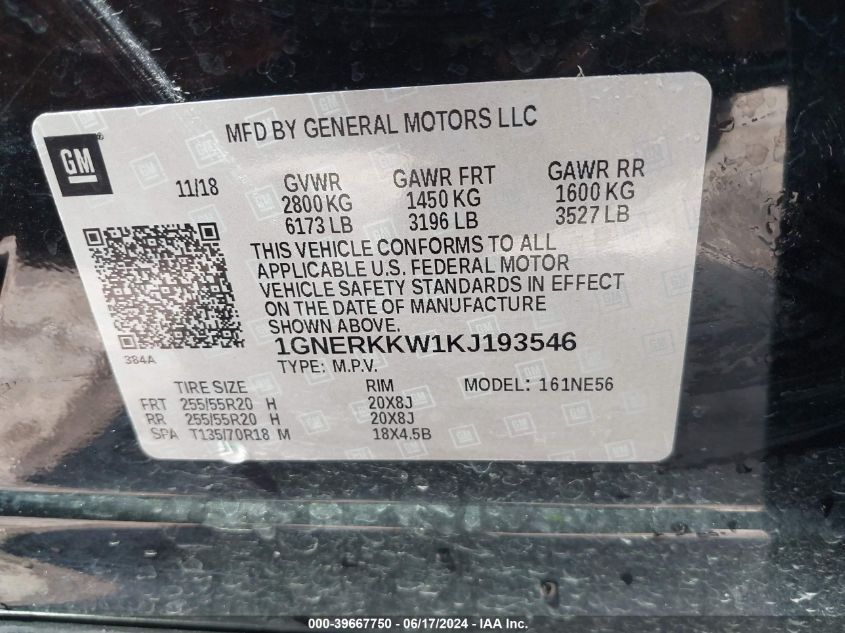 MFD BY GENERAL MOTORS LLC
GM
11/18
GVWR GAWR FRT GAWR RR
2800 KG 1450 KG 1600 KG
6173 LB 3196 LB 3527 LB
THIS VEHICLE CONFORMS TO ALL
APPLICABLE U.S. FEDERAL MOTOR
VEHICLE SAFETY STANDARDS IN EFFECT
ON THE DATE OF MANUFACTURE
SHOWN ABOVE.
384A
1GNERKKW1KJ193546
TYPE: M.P.V.
TIRE SIZE RIM MODEL: 161NE56
FRT 255/55R20 H 20X8J
RR 255/55R20 H 20X8J
SPA T135/70R18 M 18X4.5B
000-39667750 - 06/17/2024 - IAA Inc.